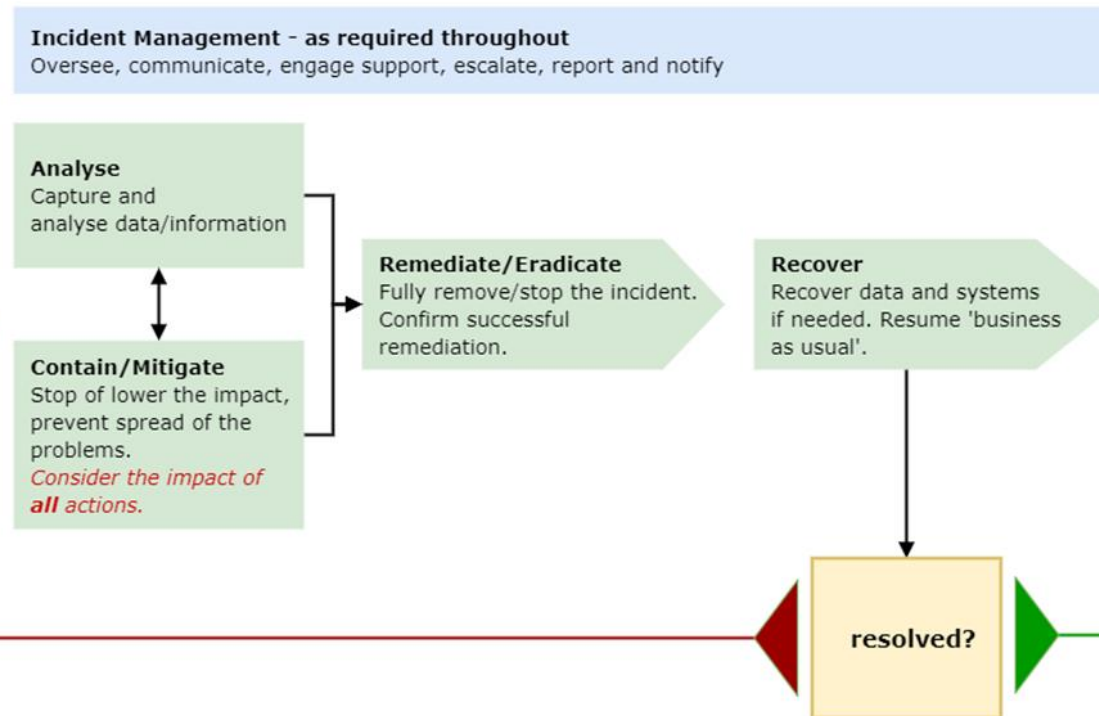 Incident Management - as required throughout
Oversee, communicate, engage support, escalate, report and notify
Analyse
Capture and
analyse data/information
Contain/Mitigate
Stop of lower the impact,
prevent spread of the
problems.
Consider the impact of
all actions.
Remediate/Eradicate
Fully remove/stop the incident.
Confirm successful
remediation.
Recover
Recover data and systems
if needed. Resume 'business
as usual'.
resolved?